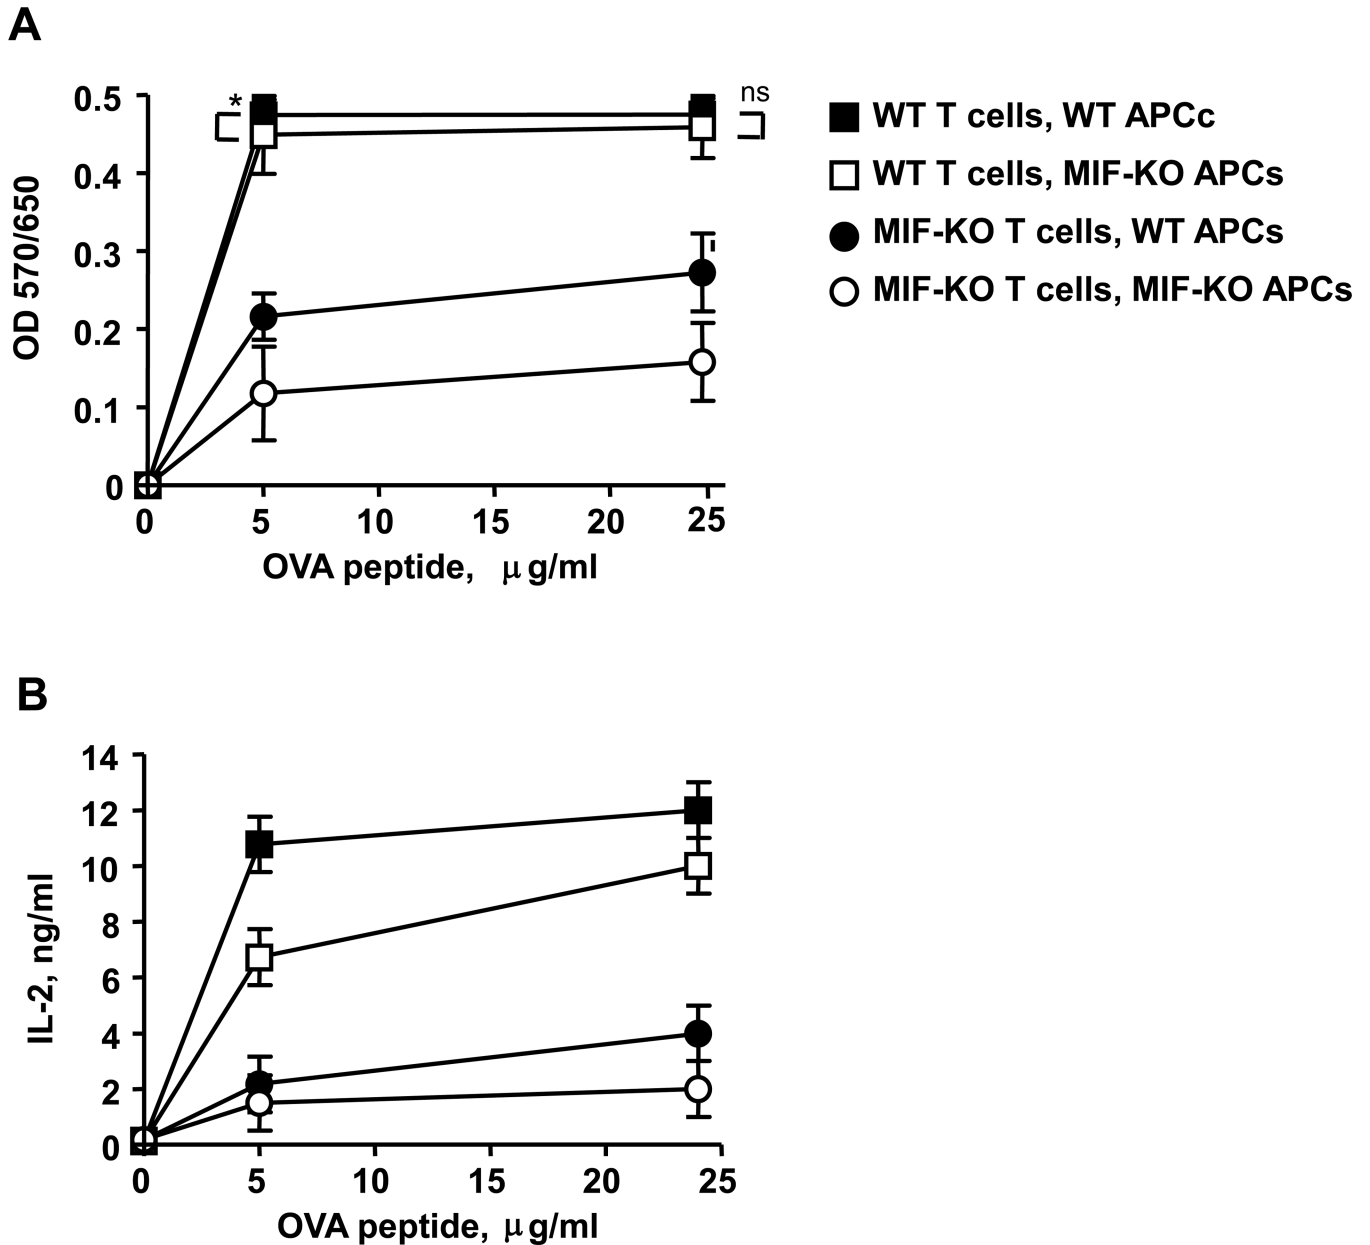 A
* ns
0.5
0.4
0.3
0.2
0.1
0
OD 570/650
0 5 10 15 20 25
OVA peptide, μg/ml
WT T cells, WT APCc
WT T cells, MIF-KO APCs
MIF-KO T cells, WT APCs
MIF-KO T cells, MIF-KO APCs
B
14
12
10
8
6
4
2
0
IL-2, ng/ml
0 5 10 15 20 25
OVA peptide, μg/ml